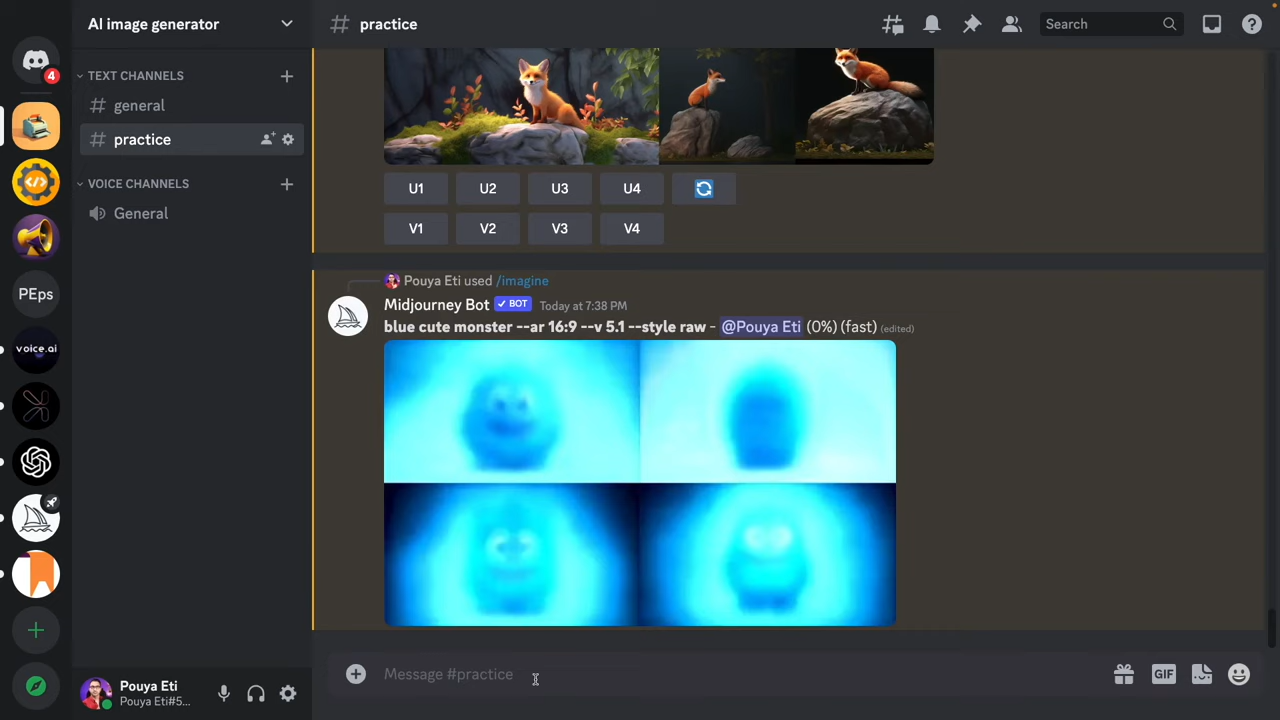 AI image generator
# practice
Search
4
TEXT CHANNELS
general
practice
VOICE CHANNELS
General
PEps
voice.ai
U1 U2 U3 U4
V1 V2 V3 V4
Pouya Eti used /imagine
Midjourney Bot ✓ BOT Today at 7:38 PM
blue cute monster --ar 16:9 --v 5.1 --style raw - @Pouya Eti (0%) (fast) (edited)
Message #practice
GIF
Pouya Eti
Pouya Eti#5...